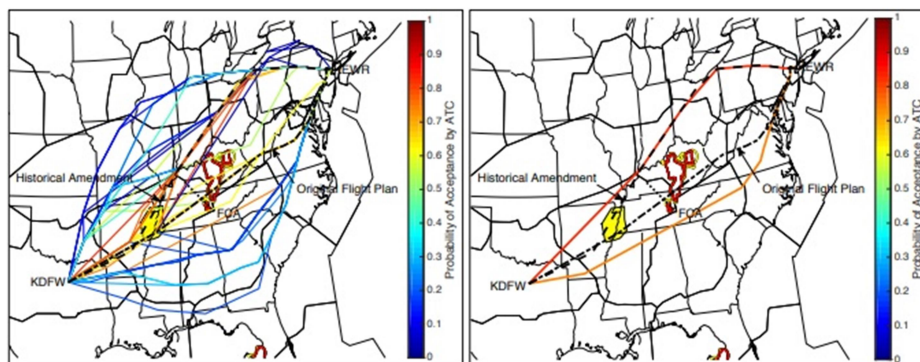 1
0.9
0.8
0.7
0.6
0.5
0.4
0.3
0.2
0.1
0
Probability of Acceptance by ATC
EWR
Historical Amendment
Original Flight Plan
FCA
KDFW
1
0.9
0.8
0.7
0.6
0.5
0.4
0.3
0.2
0.1
0
Probability of Acceptance by ATC
EWR
Historical Amendment
Original Flight Plan
FCA
KDFW